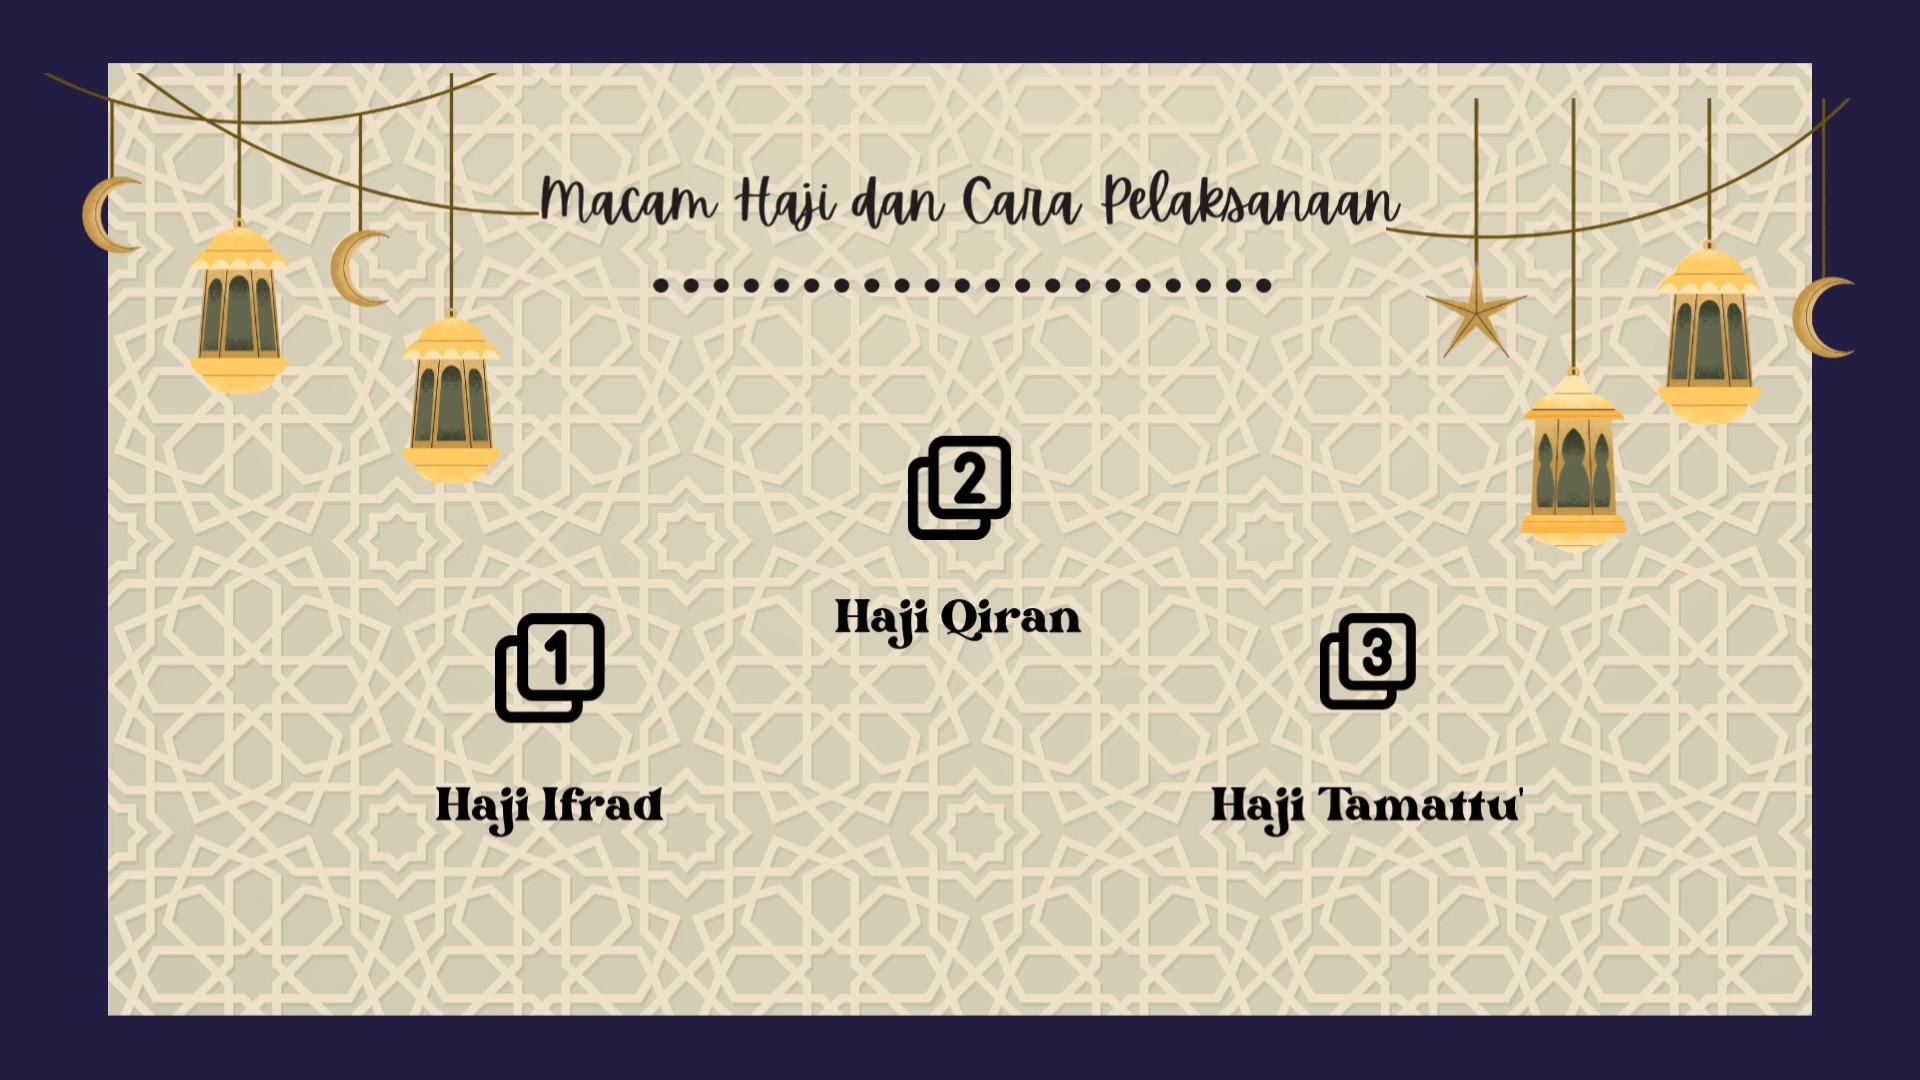 Macam Haji dan Cara Pelaksanaan
1
Haji Ifrad
2
Haji Qiran
3
Haji Tamattu'